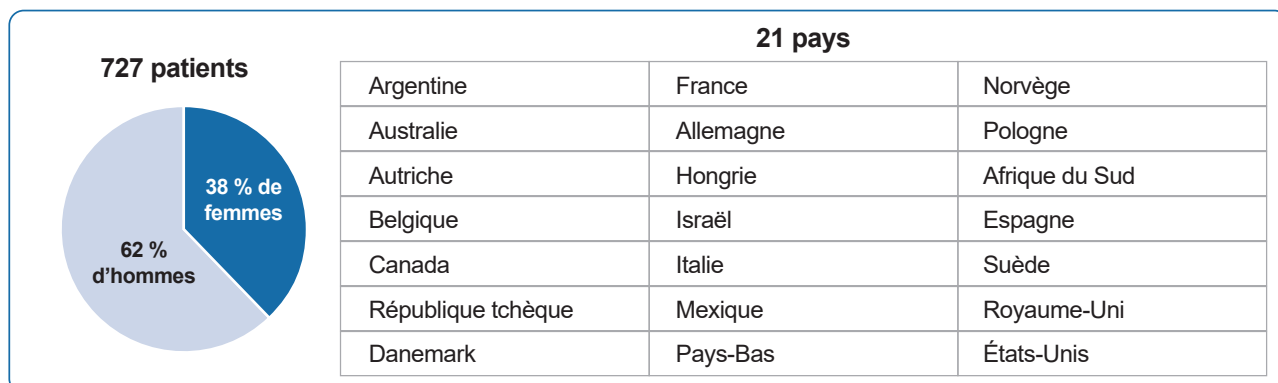 727 patients
38 % de
femmes
62 %
d’hommes
21 pays
Argentine France Norvège
Australie Allemagne Pologne
Autriche Hongrie Afrique du Sud
Belgique Israël Espagne
Canada Italie Suède
République tchèque Mexique Royaume-Uni
Danemark Pays-Bas États-Unis